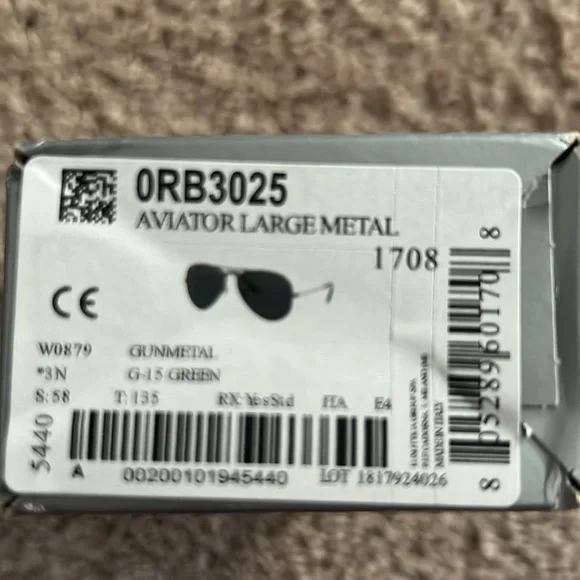 0RB3025
AVIATOR LARGE METAL
1708
CE
W0879 GUNMETAL
*3N G-15 GREEN
S: 58 T: 135 RX: YesStd ITA E4
5440
A 00200101945440 LOT 1817924026
MADE IN ITALY
8 05289 60170 8